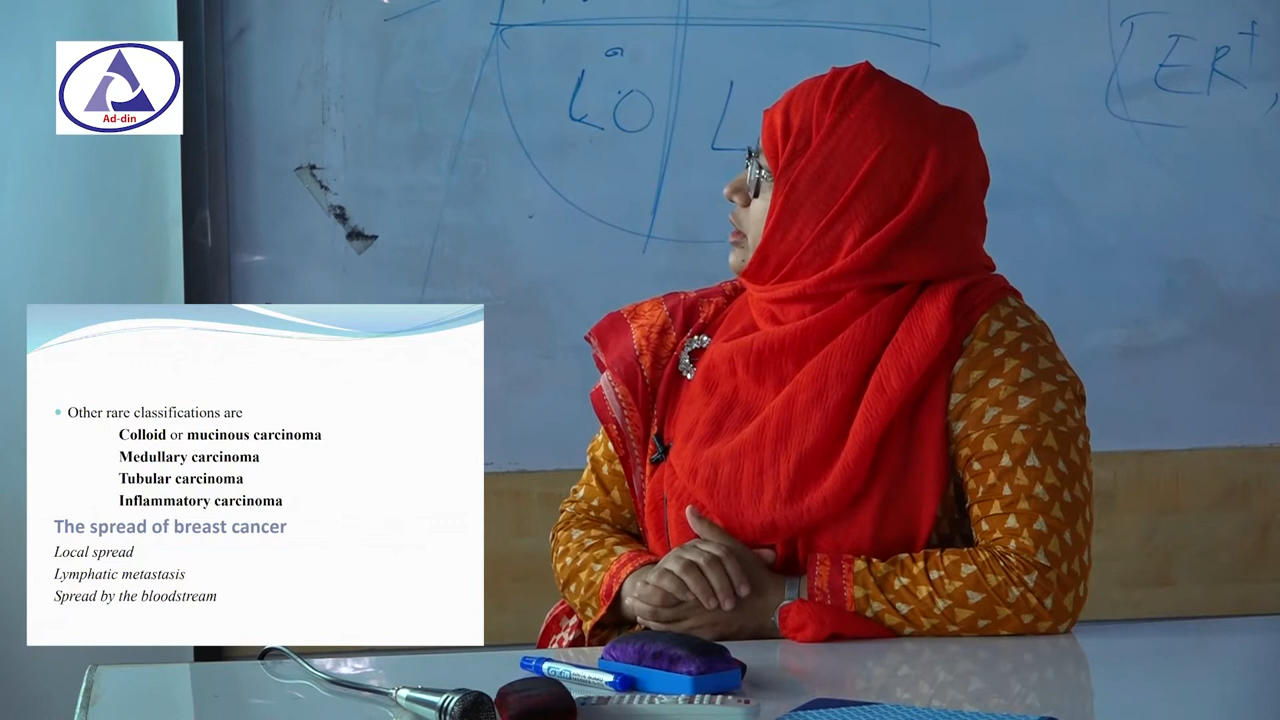 Ad-din
LO
L
ER+,
• Other rare classifications are
Colloid or mucinous carcinoma
Medullary carcinoma
Tubular carcinoma
Inflammatory carcinoma
The spread of breast cancer
Local spread
Lymphatic metastasis
Spread by the bloodstream